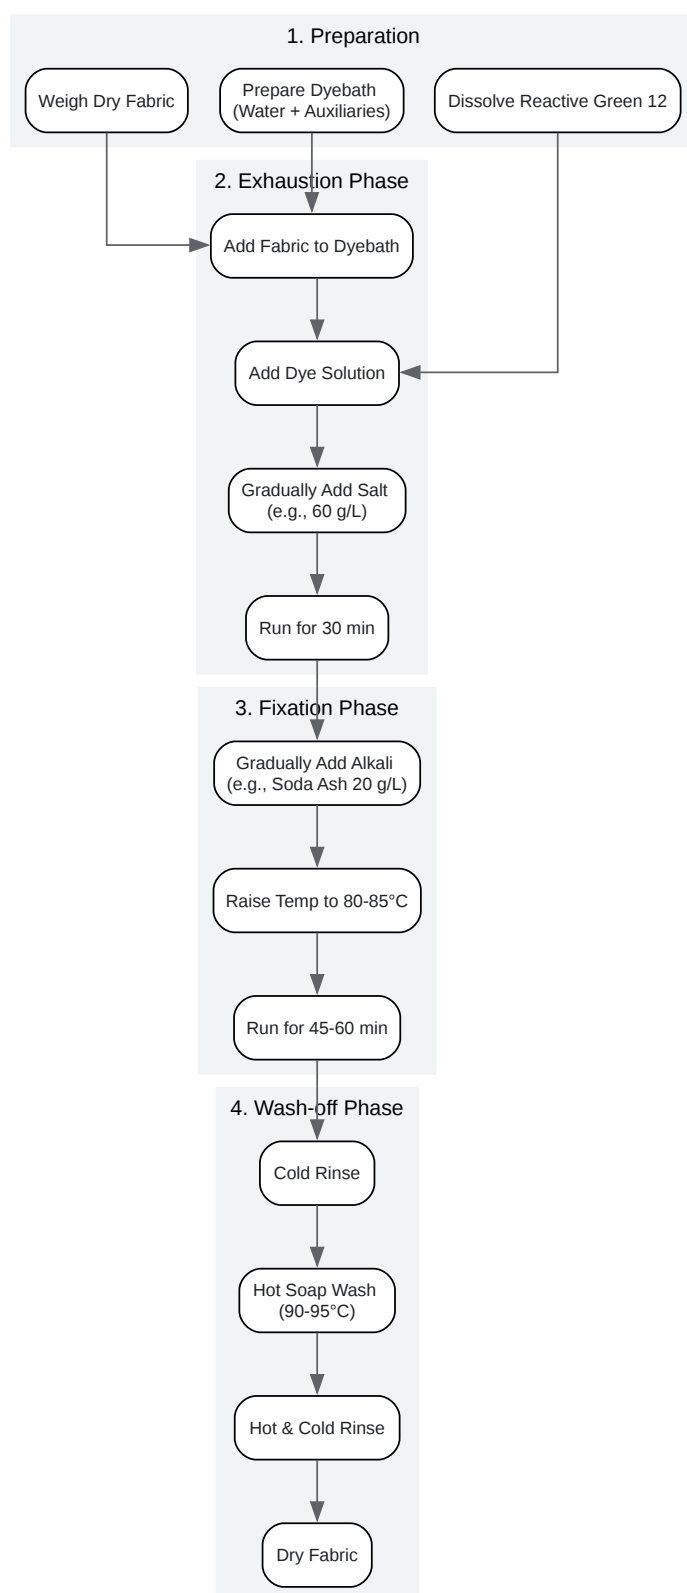 1. Preparation
Weigh Dry Fabric
Prepare Dyebath
(Water + Auxiliaries)
Dissolve Reactive Green 12
2. Exhaustion Phase
Add Fabric to Dyebath
Add Dye Solution
Gradually Add Salt
(e.g., 60 g/L)
Run for 30 min
3. Fixation Phase
Gradually Add Alkali
(e.g., Soda Ash 20 g/L)
Raise Temp to 80-85°C
Run for 45-60 min
4. Wash-off Phase
Cold Rinse
Hot Soap Wash
(90-95°C)
Hot & Cold Rinse
Dry Fabric